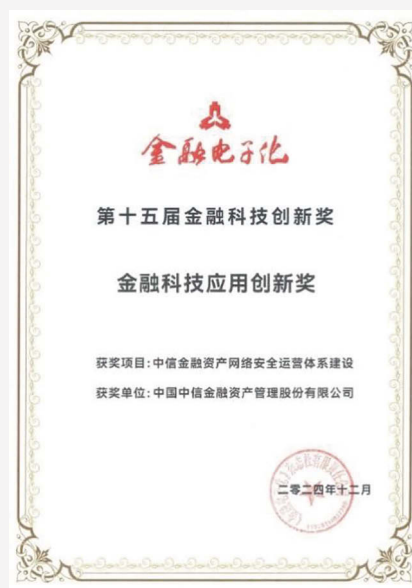 金融电子化
第十五届金融科技创新奖
金融科技应用创新奖
获奖项目:中信金融资产网络安全运营体系建设
获奖单位:中国中信金融资产管理股份有限公司
二零二四年十二月